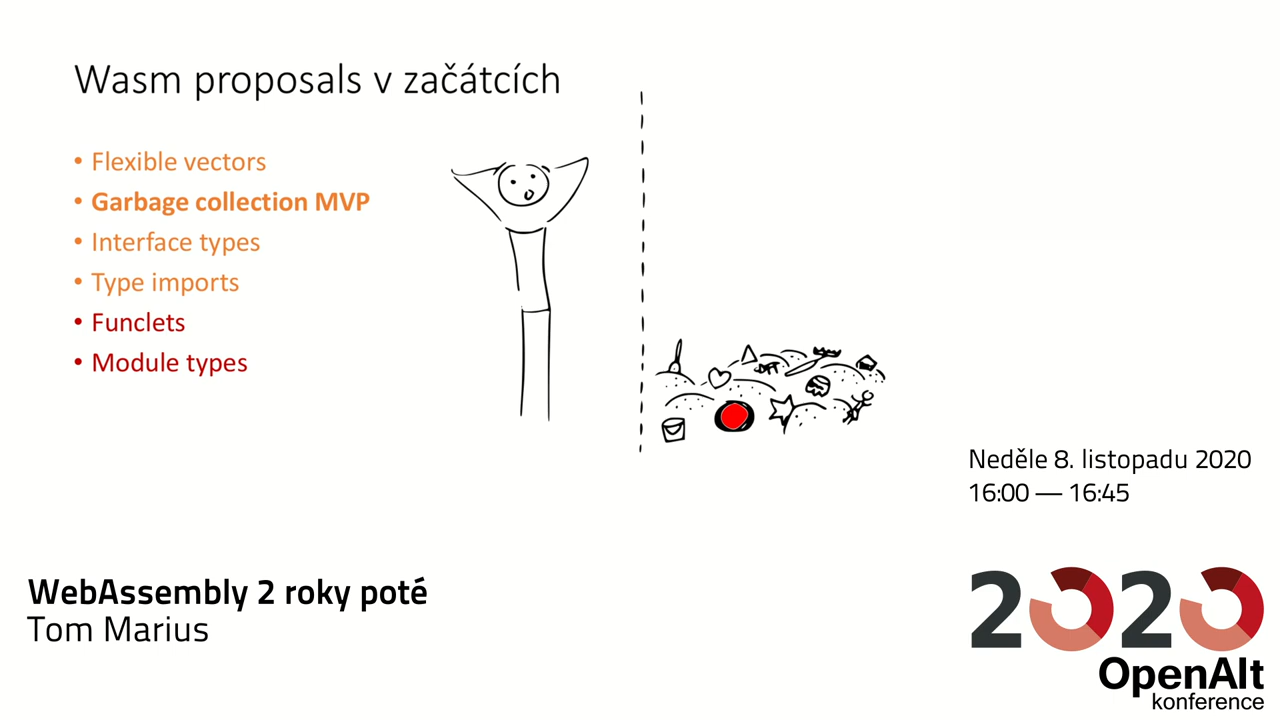 Wasm proposals v začátcích
• Flexible vectors
• Garbage collection MVP
• Interface types
• Type imports
• Funclets
• Module types
Neděle 8. listopadu 2020
16:00 — 16:45
WebAssembly 2 roky poté
Tom Marius
2020
OpenAlt
konference